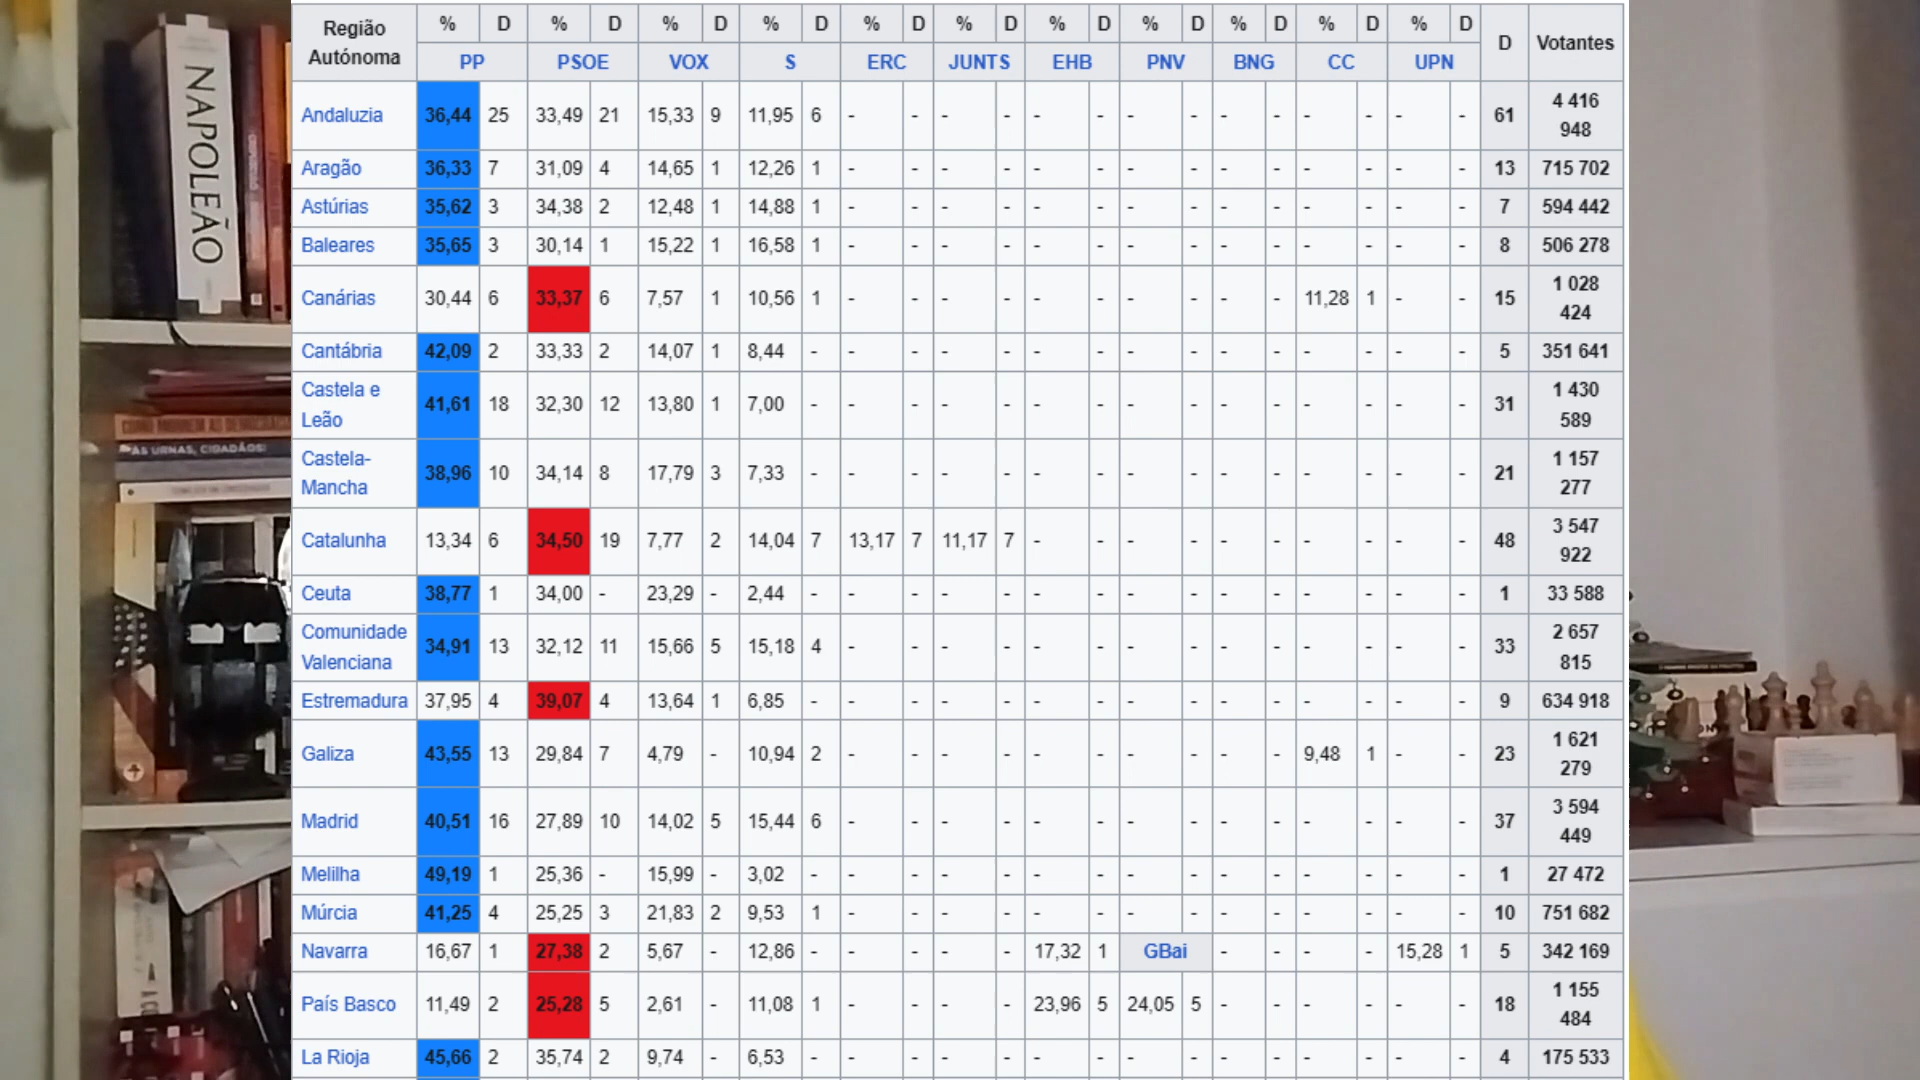 Região Autónoma % D % D % D % D % D % D % D % D % D % D % D D Votantes
PP PSOE VOX S ERC JUNTS EHB PNV BNG CC UPN
Andaluzia 36,44 25 33,49 21 15,33 9 11,95 6 - - - - - - - - - - - - - - 61 4 416 948
Aragão 36,33 7 31,09 4 14,65 1 12,26 1 - - - - - - - - - - - - - - 13 715 702
Astúrias 35,62 3 34,38 2 12,48 1 14,88 1 - - - - - - - - - - - - - - 7 594 442
Baleares 35,65 3 30,14 1 15,22 1 16,58 1 - - - - - - - - - - - - - - 8 506 278
Canárias 30,44 6 33,37 6 7,57 1 10,56 1 - - - - - - - - - - 11,28 1 - - 15 1 028 424
Cantábria 42,09 2 33,33 2 14,07 1 8,44 - - - - - - - - - - - - - - - 5 351 641
Castela e Leão 41,61 18 32,30 12 13,80 1 7,00 - - - - - - - - - - - - - - - 31 1 430 589
Castela-Mancha 38,96 10 34,14 8 17,79 3 7,33 - - - - - - - - - - - - - - - 21 1 157 277
Catalunha 13,34 6 34,50 19 7,77 2 14,04 7 13,17 7 11,17 7 - - - - - - - - - - 48 3 547 922
Ceuta 38,77 1 34,00 - 23,29 - 2,44 - - - - - - - - - - - - - - - 1 33 588
Comunidade Valenciana 34,91 13 32,12 11 15,66 5 15,18 4 - - - - - - - - - - - - - - 33 2 657 815
Estremadura 37,95 4 39,07 4 13,64 1 6,85 - - - - - - - - - - - - - - - 9 634 918
Galiza 43,55 13 29,84 7 4,79 - 10,94 2 - - - - - - - - - - 9,48 1 - - 23 1 621 279
Madrid 40,51 16 27,89 10 14,02 5 15,44 6 - - - - - - - - - - - - - - 37 3 594 449
Melilha 49,19 1 25,36 - 15,99 - 3,02 - - - - - - - - - - - - - - - 1 27 472
Múrcia 41,25 4 25,25 3 21,83 2 9,53 1 - - - - - - - - - - - - - - 10 751 682
Navarra 16,67 1 27,38 2 5,67 - 12,86 - - - - - 17,32 1 GBai - - - - 15,28 1 5 342 169
País Basco 11,49 2 25,28 5 2,61 - 11,08 1 - - - - 23,96 5 24,05 5 - - - - - - 18 1 155 484
La Rioja 45,66 2 35,74 2 9,74 - 6,53 - - - - - - - - - - - - - - - 4 175 533
NAPOLEÃO
COMO MORREM AS DEMOCRACIAS
ÀS URNAS, CIDADÃOS!